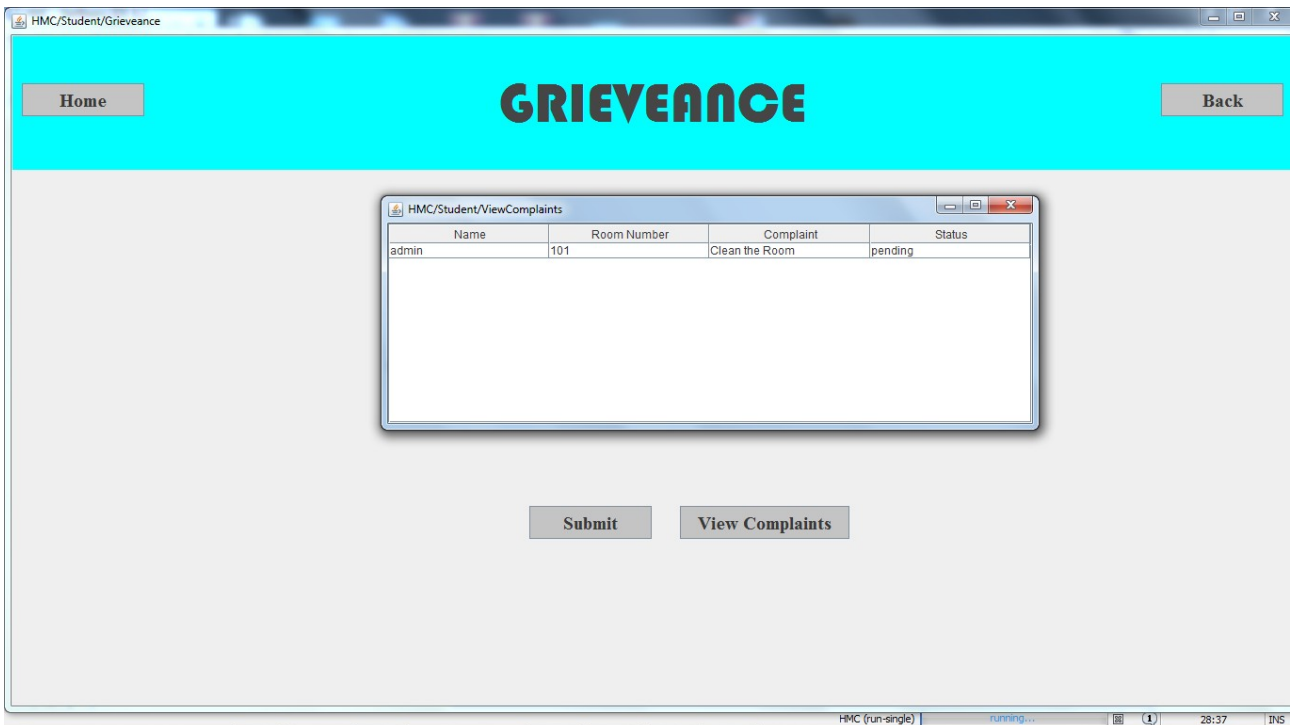 HMC/Student/Grieveance
Home GRIEVEANCE Back
HMC/Student/ViewComplaints
Name Room Number Complaint Status
admin 101 Clean the Room pending
Submit View Complaints
HMC (run-single) running... 1 28:37 INS